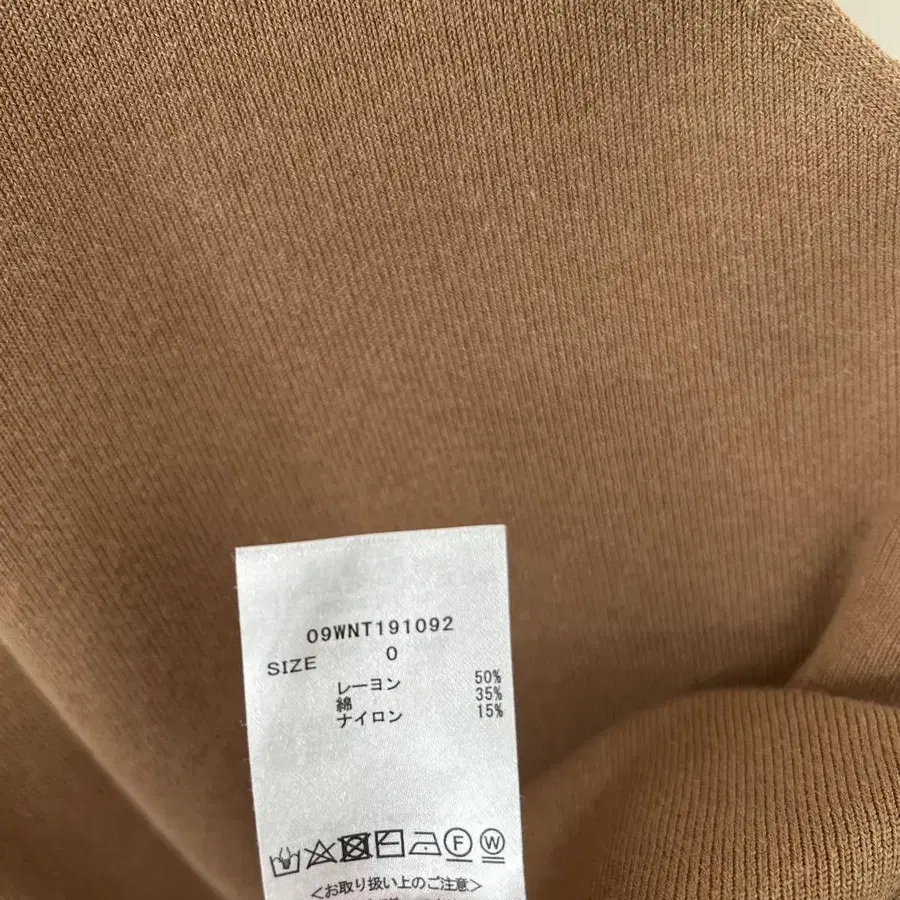 09WNT191092
SIZE 0
レーヨン 50%
綿 35%
ナイロン 15%
F W
<お取り扱い上のご注意>